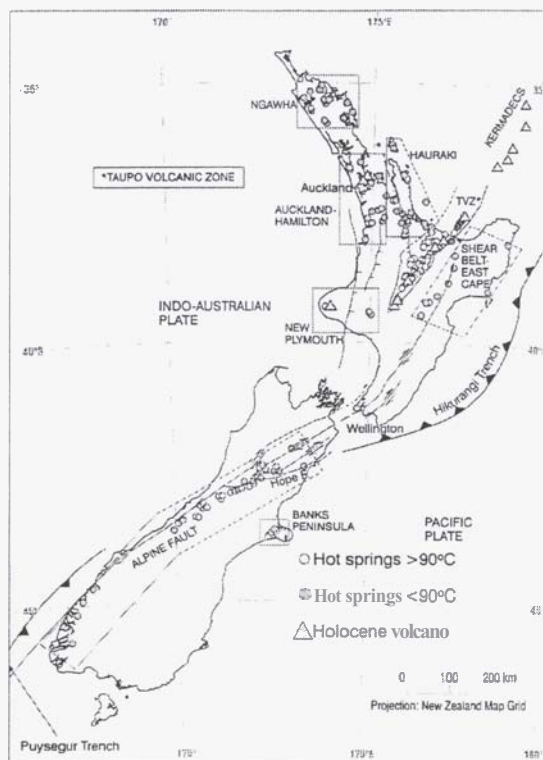 170°
175°E
35°
35°
NGAWHA
KERMADECS
HAURAKI
*TAUPO VOLCANIC ZONE
Auckland
TVZ*
AUCKLAND-
HAMILTON
SHEAR
BELT-
EAST
CAPE
INDO-AUSTRALIAN
PLATE
NEW
PLYMOUTH
40°S
Hikurangi Trench
Wellington
Hope
BANKS
PENINSULA
ALPINE FAULT
PACIFIC
PLATE
Hot springs >90°C
Hot springs <90°C
45°
Holocene volcano
0 100 200 km
Projection: New Zealand Map Grid
Puysegur Trench
170°
175°E
180°